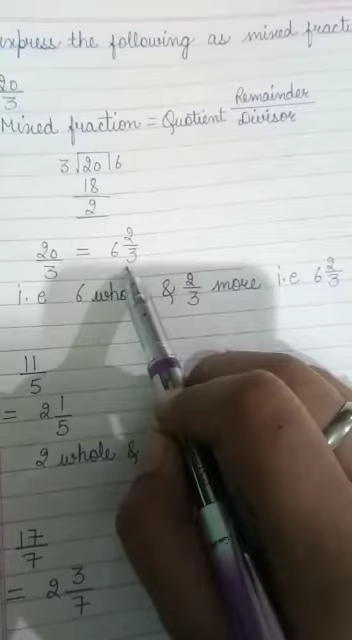 express the following as mixed fracti
20/3
Mixed fraction = Quotient Remainder/Divisor
3 20 6
18
2
20/3 = 6 2/3
i.e 6 & 2/3 more i.e 6 2/3
11/5
= 2 1/5
2 whole &
17/7
= 2 3/7